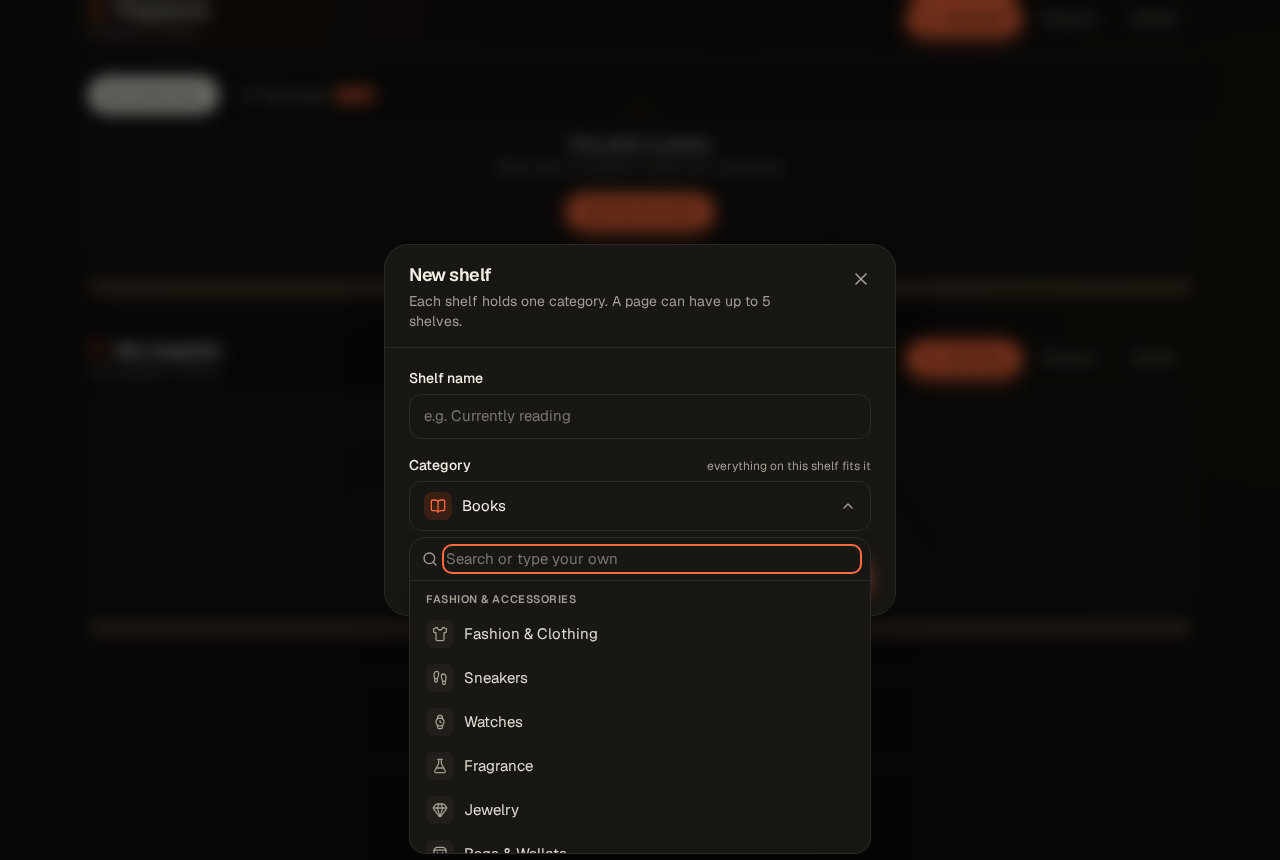 New shelf
Each shelf holds one category. A page can have up to 5
shelves.
Shelf name
e.g. Currently reading
Category
everything on this shelf fits it
Books
Search or type your own
FASHION & ACCESSORIES
Fashion & Clothing
Sneakers
Watches
Fragrance
Jewelry
Bags & Wallets